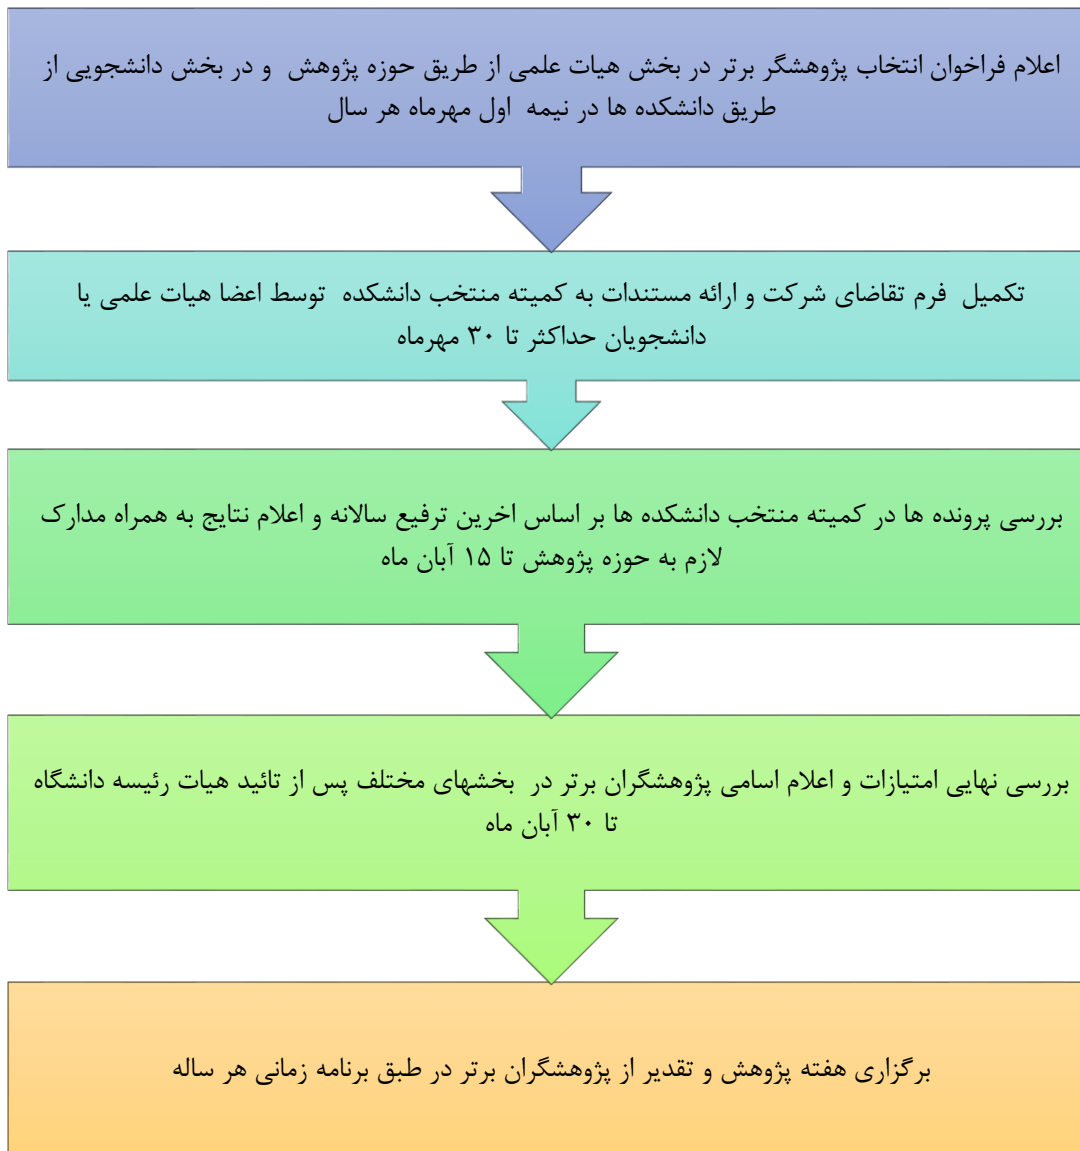 اعلام فراخوان انتخاب پژوهشگر برتر در بخش هیات علمی از طریق حوزه پژوهش و در بخش دانشجویی از
طریق دانشکده ها در نیمه اول مهرماه هر سال
تکمیل فرم تقاضای شرکت و ارائه مستندات به کمیته منتخب دانشکده توسط اعضا هیات علمی یا
دانشجویان حداکثر تا ۳۰ مهرماه
بررسی پرونده ها در کمیته منتخب دانشکده ها بر اساس اخرین ترفیع سالانه و اعلام نتایج به همراه مدارک
لازم به حوزه پژوهش تا ۱۵ آبان ماه
بررسی نهایی امتیازات و اعلام اسامی پژوهشگران برتر در بخشهای مختلف پس از تائید هیات رئیسه دانشگاه
تا ۳۰ آبان ماه
برگزاری هفته پژوهش و تقدیر از پژوهشگران برتر در طبق برنامه زمانی هر ساله